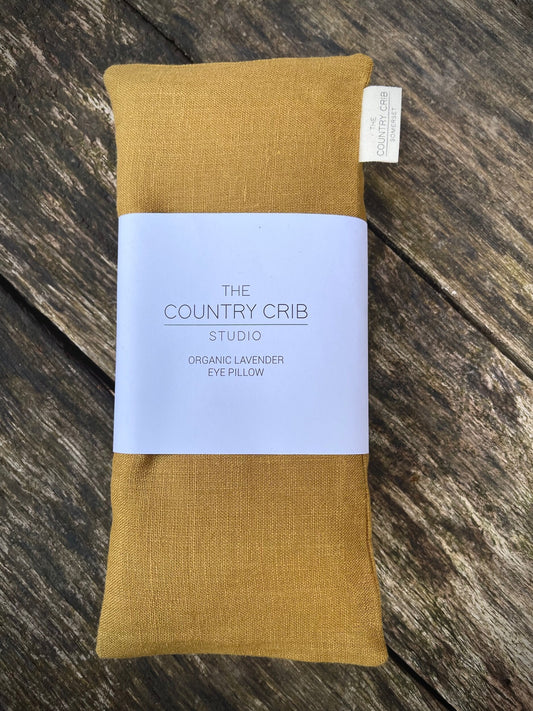 THE
COUNTRY CRIB
SOMERSET
THE
COUNTRY CRIB
STUDIO
ORGANIC LAVENDER
EYE PILLOW